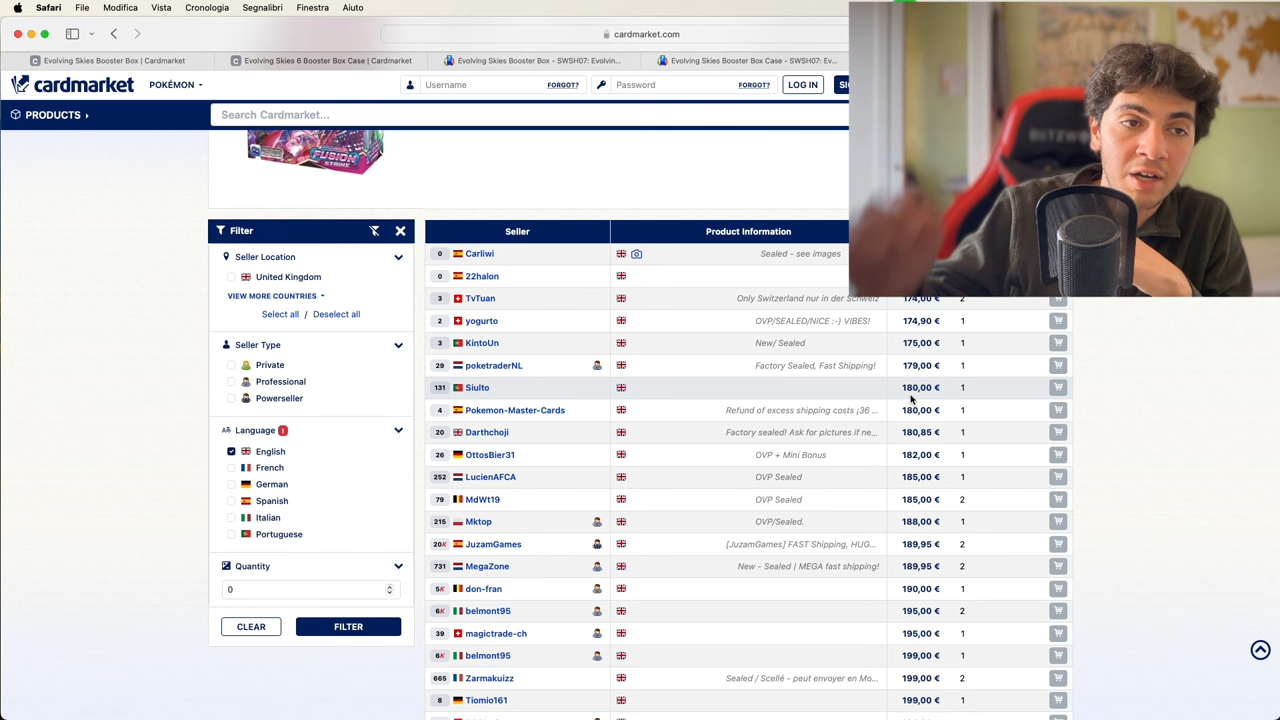 Safari File Modifica Vista Cronologia Segnalibri Finestra Aiuto
cardmarket.com
Evolving Skies Booster Box | Cardmarket
Evolving Skies 6 Booster Box Case | Cardmarket
Evolving Skies Booster Box - SWSH07: Evolvin...
Evolving Skies Booster Box Case - SWSH07: Ev...
cardmarket POKÉMON Username FORGOT? Password FORGOT? LOG IN
PRODUCTS
Search Cardmarket...
FUSION
STRIKE
Filter
Seller Location
United Kingdom
VIEW MORE COUNTRIES
Select all / Deselect all
Seller Type
Private
Professional
Powerseller
Language !
English
French
German
Spanish
Italian
Portuguese
Quantity
0
CLEAR FILTER
Seller Product Information
0 Carliwi Sealed - see images
0 22halon
3 TvTuan Only Switzerland nur in der Schweiz 174,00 € 2
2 yogurto OVP/SEALED/NICE :-) VIBES! 174,90 € 1
3 KintoUn New/ Sealed 175,00 € 1
29 poketraderNL Factory Sealed, Fast Shipping! 179,00 € 1
131 Siulto 180,00 € 1
4 Pokemon-Master-Cards Refund of excess shipping costs ¡36 ... 180,00 € 1
20 Darthchoji Factory sealed! Ask for pictures if ne... 180,85 € 1
26 OttosBier31 OVP + Mini Bonus 182,00 € 1
252 LucienAFCA OVP Sealed 185,00 € 1
79 MdWt19 OVP Sealed 185,00 € 2
215 Mktop OVP/Sealed. 188,00 € 1
20K JuzamGames [JuzamGames] FAST Shipping, HUG... 189,95 € 2
731 MegaZone New - Sealed | MEGA fast shipping! 189,95 € 2
5K don-fran 190,00 € 1
6K belmont95 195,00 € 2
39 magictrade-ch 195,00 € 1
6K belmont95 199,00 € 1
665 Zarmakuizz Sealed / Scellé - peut envoyer en Mo... 199,00 € 2
8 Tiomio161 199,00 € 1